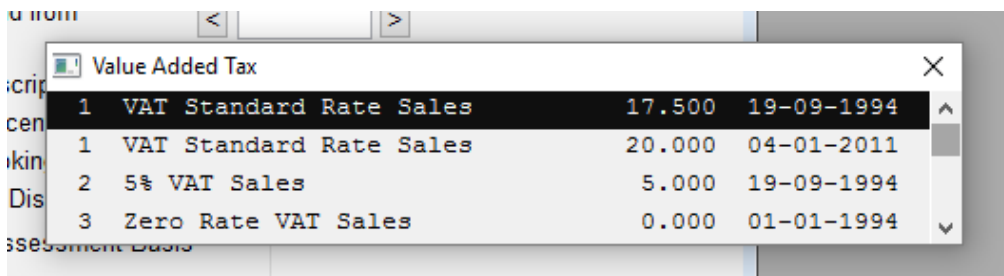 < >
Value Added Tax
1 VAT Standard Rate Sales 17.500 19-09-1994
1 VAT Standard Rate Sales 20.000 04-01-2011
2 5% VAT Sales 5.000 19-09-1994
Dis
3 Zero Rate VAT Sales 0.000 01-01-1994